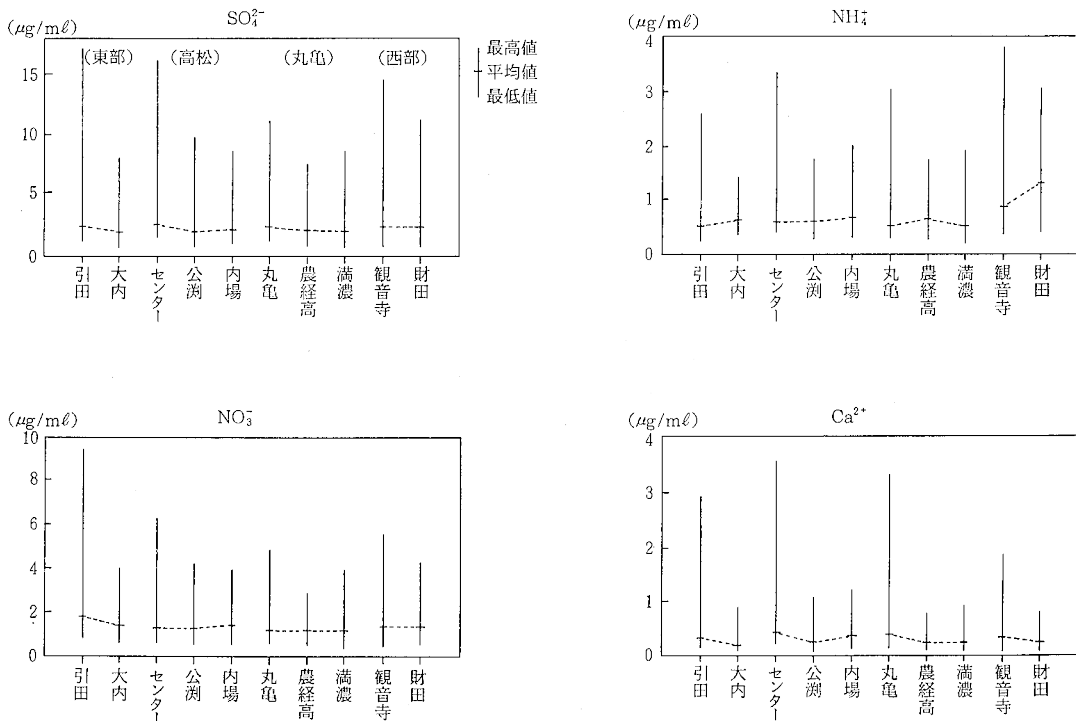 SO₄²⁻
(μg/mℓ)
(東部) (高松) (丸亀) (西部)
最高値
平均値
最低値
15
10
5
0
引田 大内 センター 公渕 内場 丸亀 農経高 満濃 観音寺 財田
NH₄⁺
(μg/mℓ)
4
3
2
1
0
引田 大内 センター 公渕 内場 丸亀 農経高 満濃 観音寺 財田
NO₃⁻
(μg/mℓ)
10
8
6
4
2
0
引田 大内 センター 公渕 内場 丸亀 農経高 満濃 観音寺 財田
Ca²⁺
(μg/mℓ)
4
3
2
1
0
引田 大内 センター 公渕 内場 丸亀 農経高 満濃 観音寺 財田